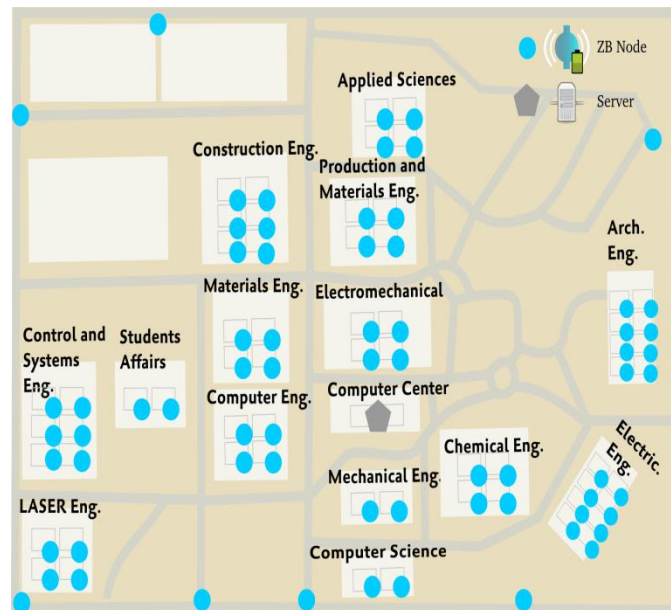 ZB Node
Server
Applied Sciences
Construction Eng.
Production and
Materials Eng.
Arch.
Eng.
Materials Eng.
Electromechanical
Control and
Systems
Eng.
Students
Affairs
Computer Eng.
Computer Center
Chemical Eng.
Electric.
Eng.
Mechanical Eng.
LASER Eng.
Computer Science